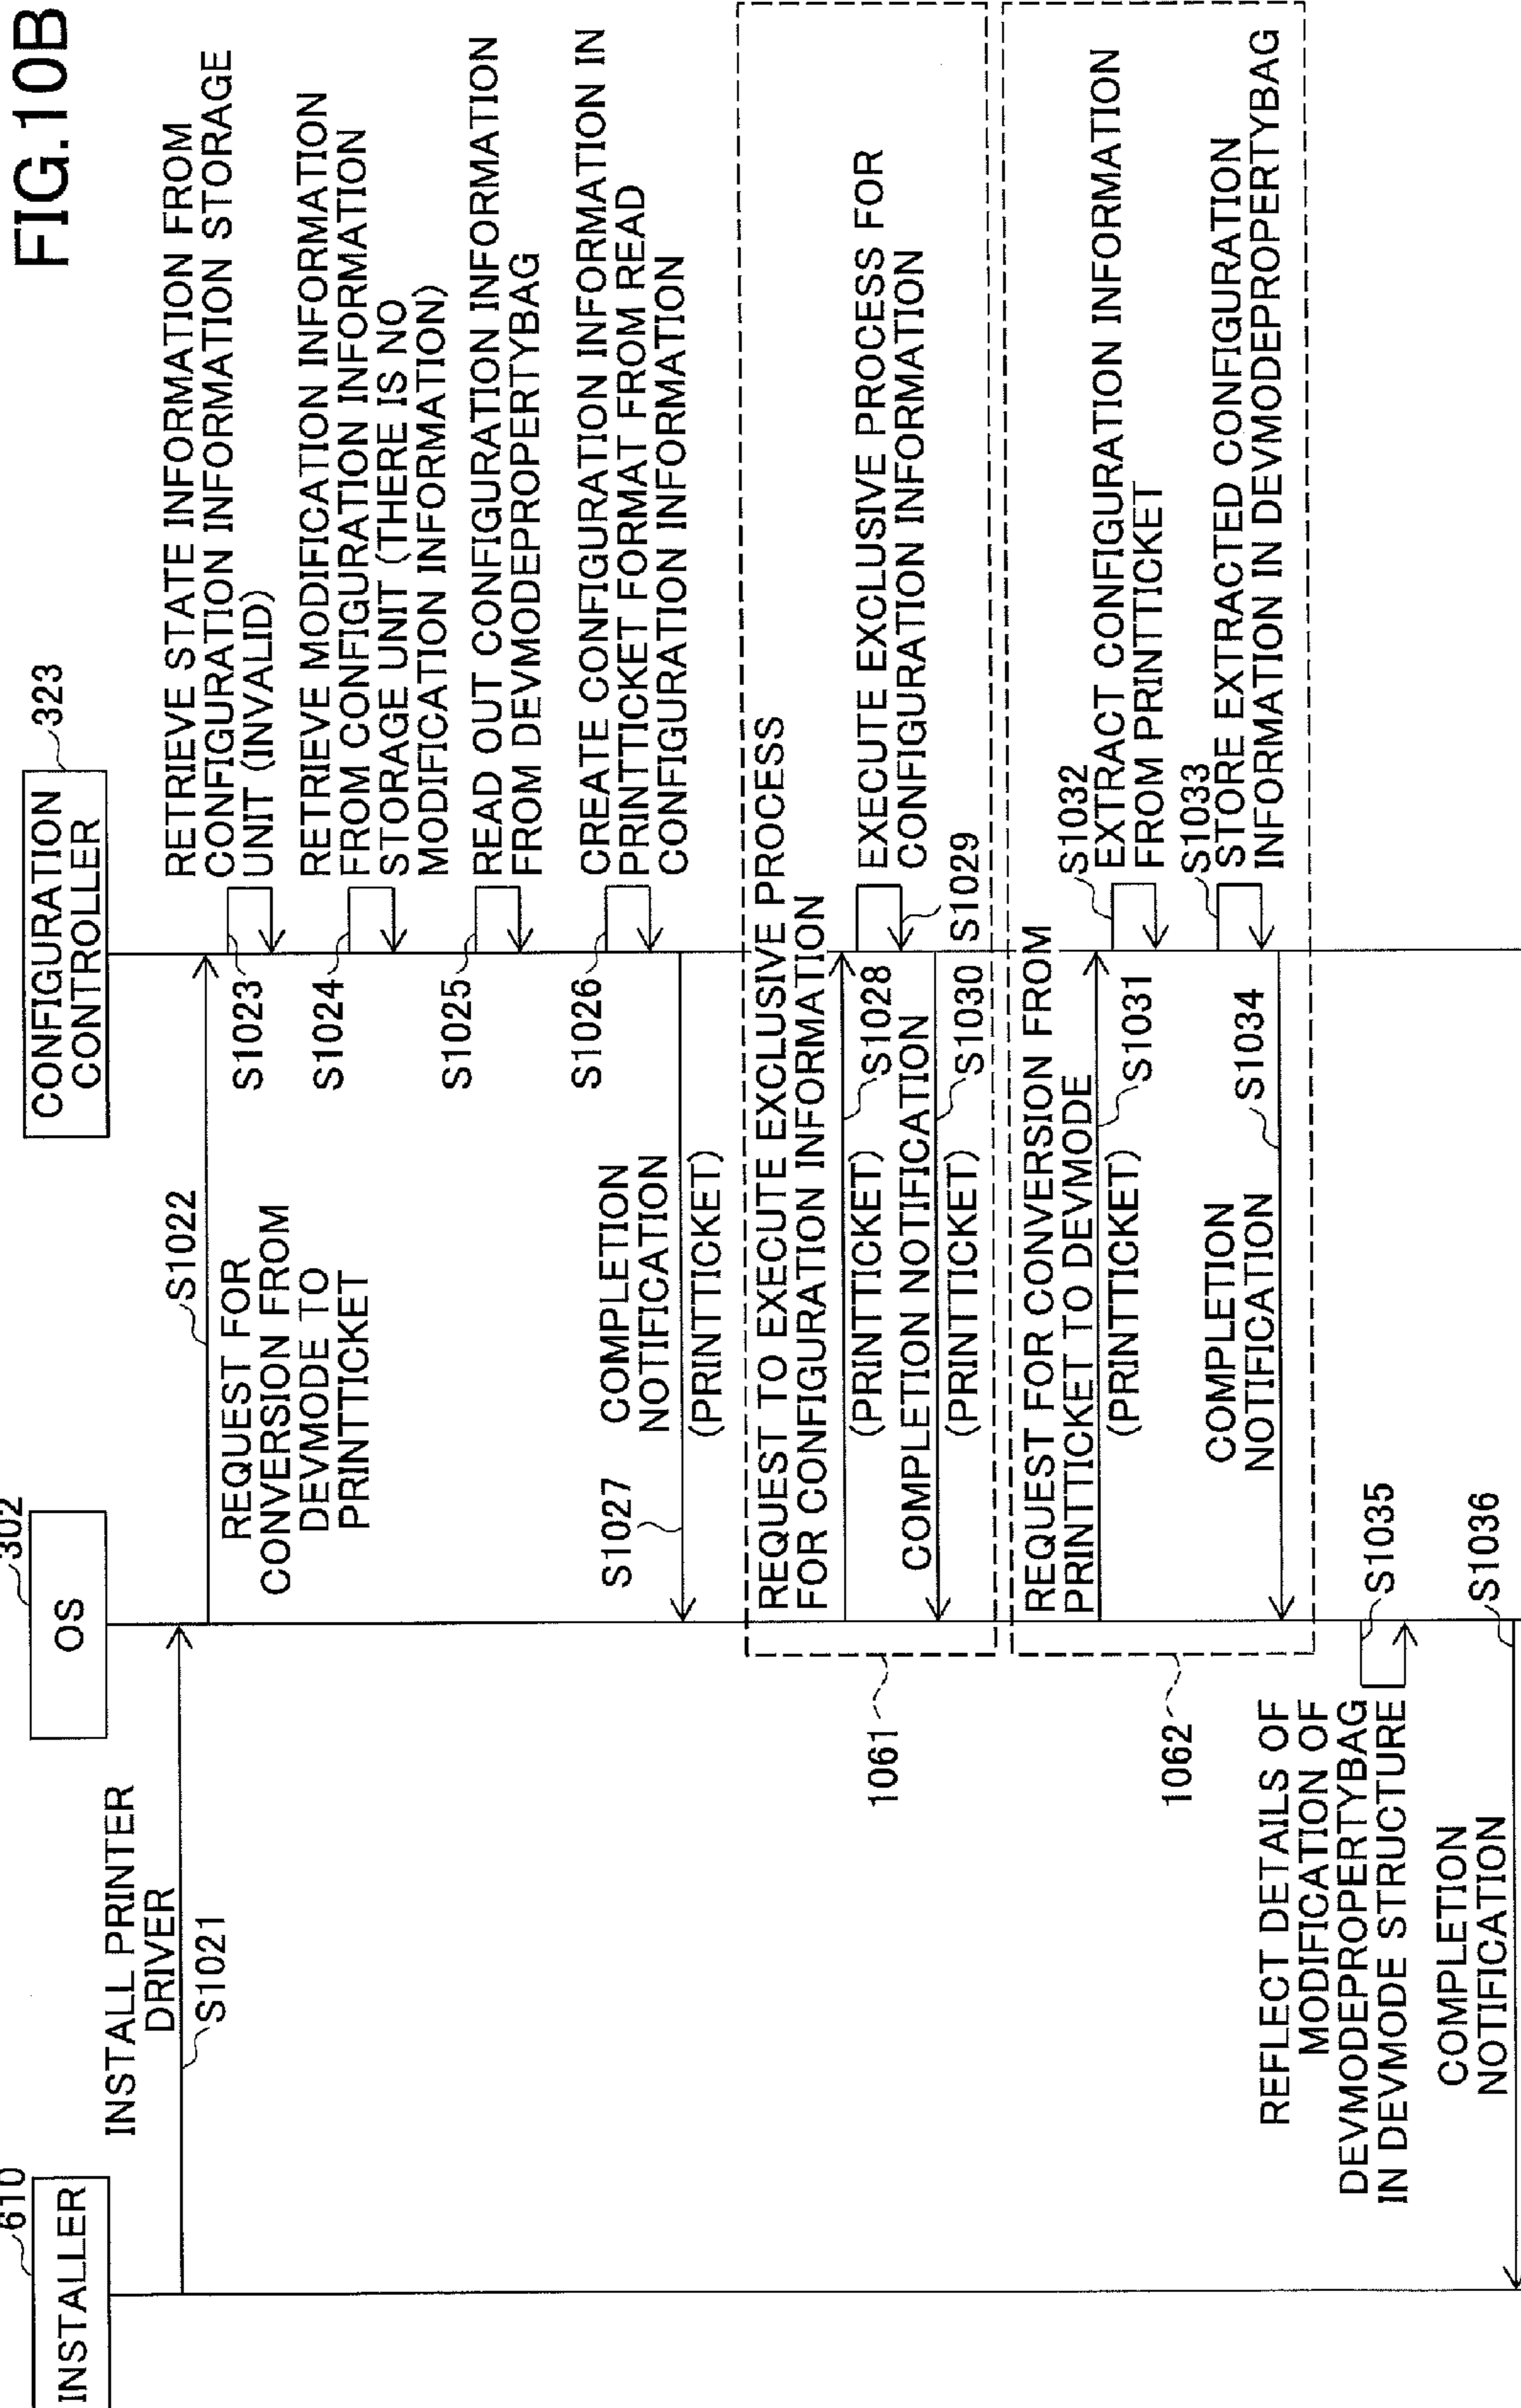 FIG.10B
INSTALLER
610
OS
302
CONFIGURATION
CONTROLLER
323
INSTALL PRINTER
DRIVER
S1021
S1022
REQUEST FOR
CONVERSION FROM
DEVMODE TO
PRINTTICKET
S1023
RETRIEVE STATE INFORMATION FROM
CONFIGURATION INFORMATION STORAGE
UNIT (INVALID)
S1024
RETRIEVE MODIFICATION INFORMATION
FROM CONFIGURATION INFORMATION
STORAGE UNIT (THERE IS NO
MODIFICATION INFORMATION)
S1025
READ OUT CONFIGURATION INFORMATION
FROM DEVMODEPROPERTYBAG
S1026
CREATE CONFIGURATION INFORMATION IN
PRINTTICKET FORMAT FROM READ
CONFIGURATION INFORMATION
S1027
COMPLETION
NOTIFICATION
(PRINTTICKET)
REQUEST TO EXECUTE EXCLUSIVE PROCESS
FOR CONFIGURATION INFORMATION
(PRINTTICKET)
S1028
EXECUTE EXCLUSIVE PROCESS FOR
CONFIGURATION INFORMATION
S1029
COMPLETION NOTIFICATION
(PRINTTICKET)
S1030
1061
REQUEST FOR CONVERSION FROM
PRINTTICKET TO DEVMODE
(PRINTTICKET)
S1031
S1032
EXTRACT CONFIGURATION INFORMATION
FROM PRINTTICKET
S1033
STORE EXTRACTED CONFIGURATION
INFORMATION IN DEVMODEPROPERTYBAG
COMPLETION
NOTIFICATION
S1034
1062
REFLECT DETAILS OF
MODIFICATION OF
DEVMODEPROPERTYBAG
IN DEVMODE STRUCTURE
S1035
COMPLETION
NOTIFICATION
S1036